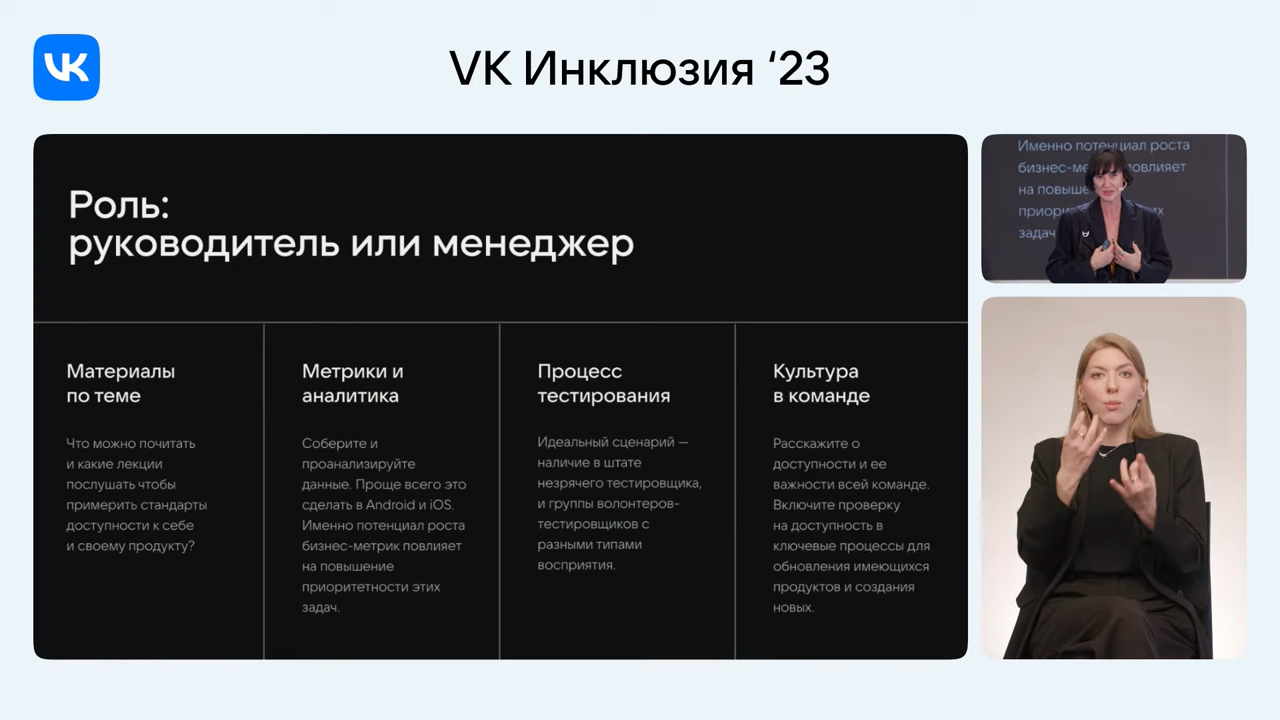 VK
VK Инклюзия ‘23
Роль:
руководитель или менеджер
Материалы
по теме
Что можно почитать
и какие лекции
послушать чтобы
примерить стандарты
доступности к себе
и своему продукту?
Метрики и
аналитика
Соберите и
проанализируйте
данные. Проще всего это
сделать в Android и iOS.
Именно потенциал роста
бизнес-метрик повлияет
на повышение
приоритетности этих
задач.
Процесс
тестирования
Идеальный сценарий —
наличие в штате
незрячего тестировщика,
и группы волонтеров-
тестировщиков с
разными типами
восприятия.
Культура
в команде
Расскажите о
доступности и ее
важности всей команде.
Включите проверку
на доступность в
ключевые процессы для
обновления имеющихся
продуктов и создания
новых.
Именно потенциал роста
бизнес-ме повлияет
на повыше
приори их
задач